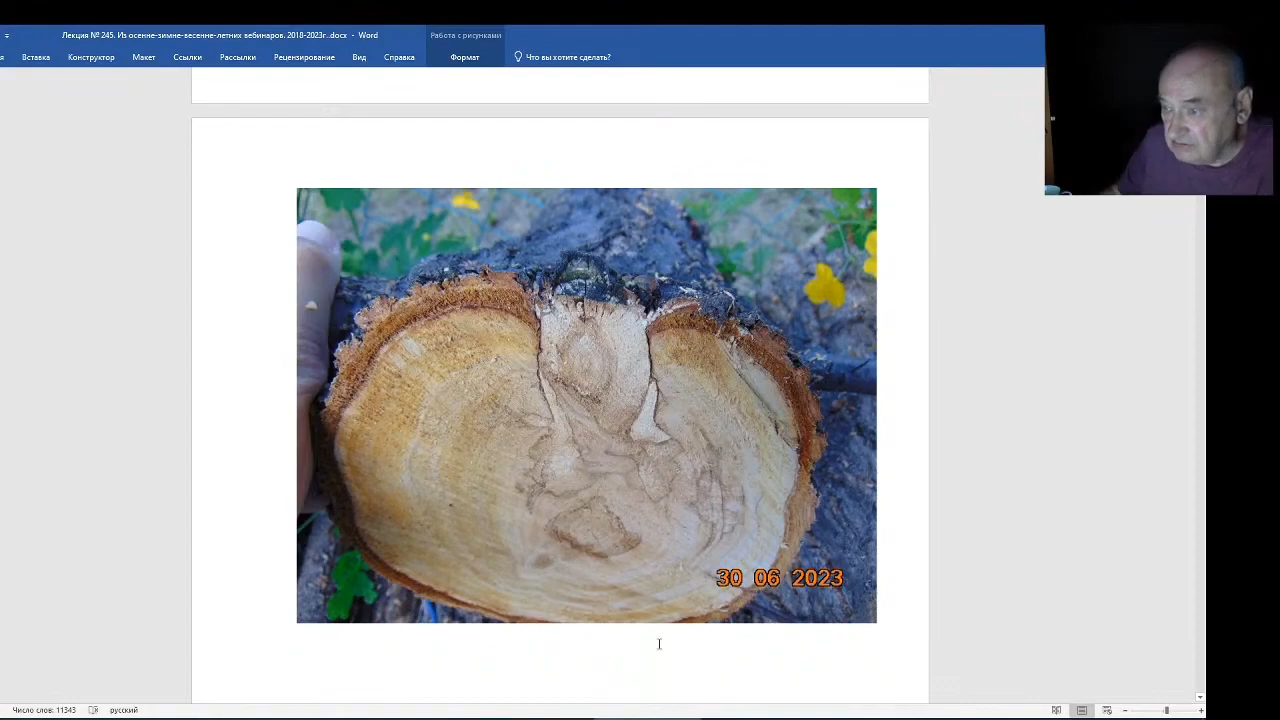 Лекция № 245. Из осенне-зимне-весенне-летних вебинаров. 2018-2023г..docx - Word
Работа с рисунками
Вставка
Конструктор
Макет
Ссылки
Рассылки
Рецензирование
Вид
Справка
Формат
Что вы хотите сделать?
30 06 2023
Число слов: 11343
русский